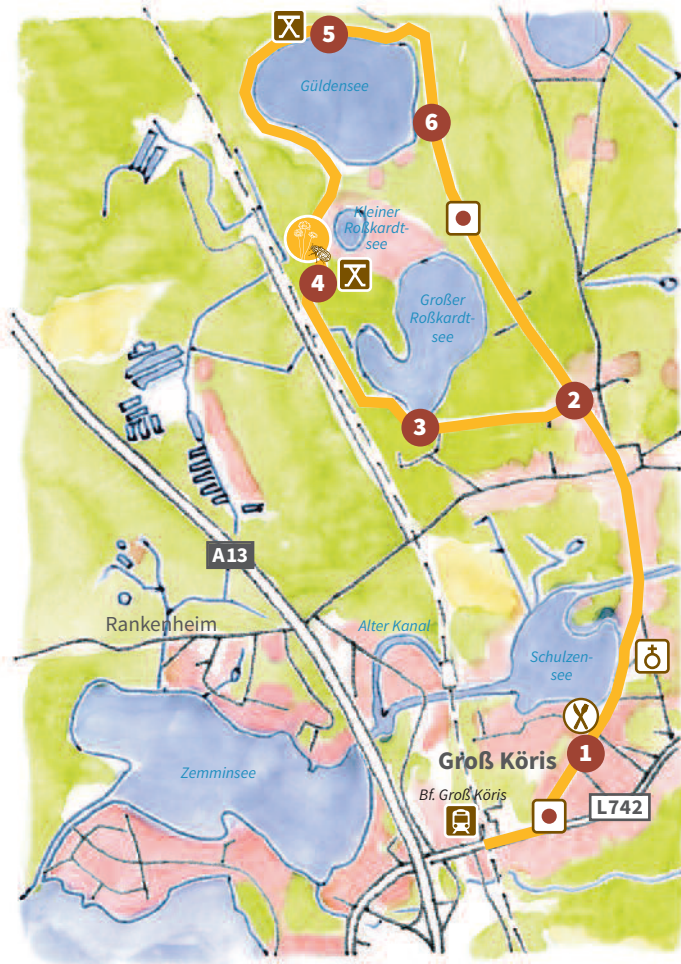 5
Güldensee
6
Kleiner
Roßkardt-
see
4
Großer
Roßkardt-
see
2
3
A13
Rankenheim
Alter Kanal
Schulzen-
see
Zemminsee
Groß Köris
1
Bf. Groß Köris
L742